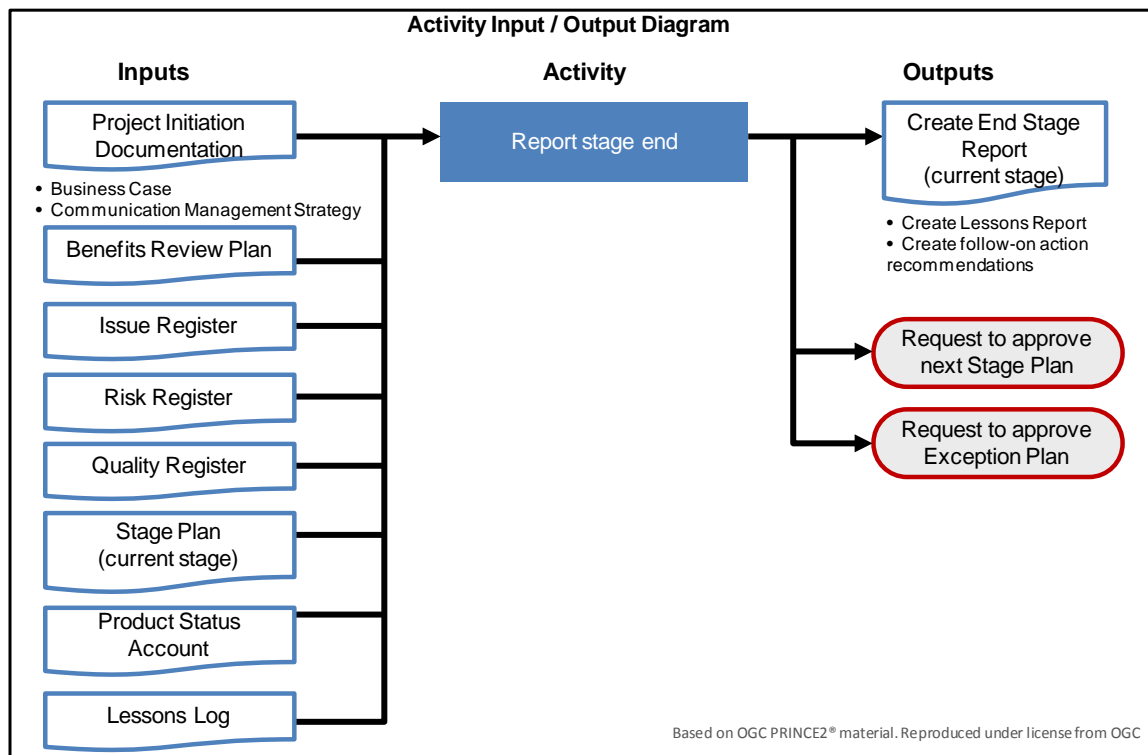 Activity Input / Output Diagram
Inputs
Activity
Outputs
Project Initiation
Documentation
• Business Case
• Communication Management Strategy
Benefits Review Plan
Issue Register
Risk Register
Quality Register
Stage Plan
(current stage)
Product Status
Account
Lessons Log
Report stage end
Create End Stage
Report
(current stage)
• Create Lessons Report
• Create follow-on action
recommendations
Request to approve
next Stage Plan
Request to approve
Exception Plan
Based on OGC PRINCE2® material. Reproduced under license from OGC